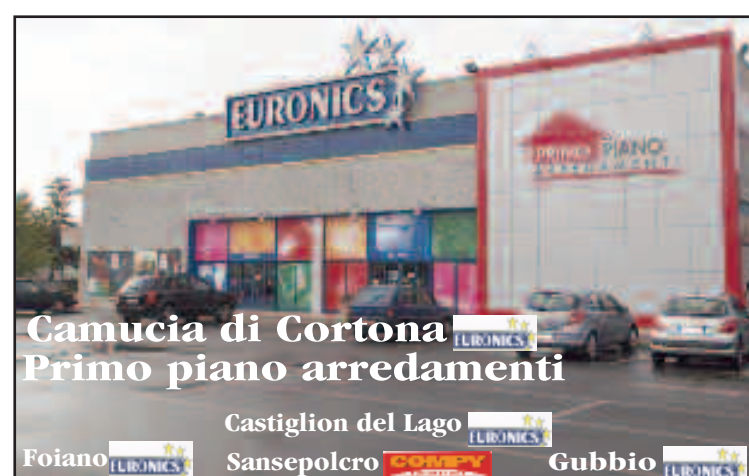 EURONICS
PRIMO PIANO
ARREDAMENTI
Camucia di Cortona EURONICS
Primo piano arredamenti
Castiglion del Lago EURONICS
Foiano EURONICS
Sansepolcro COMPY
Gubbio EURONICS